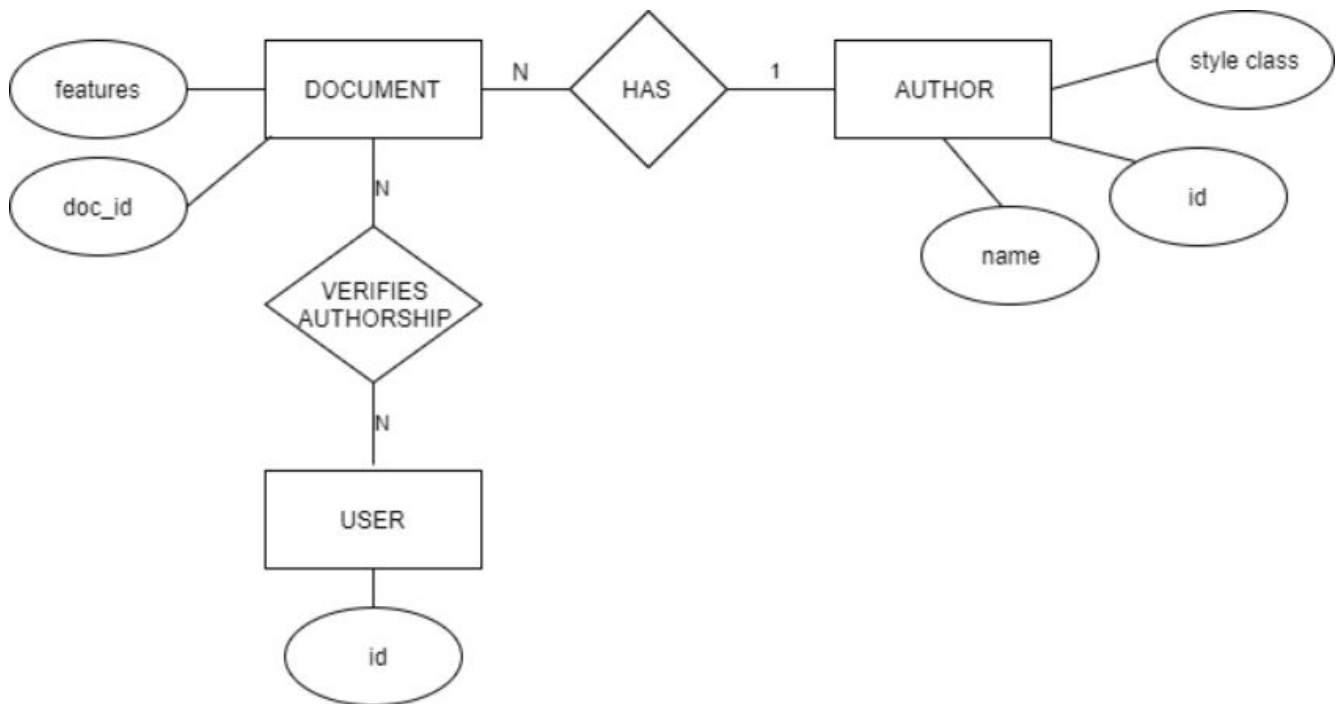 features
DOCUMENT
N
HAS
1
AUTHOR
style class
doc_id
N
id
name
VERIFIES
AUTHORSHIP
N
USER
id